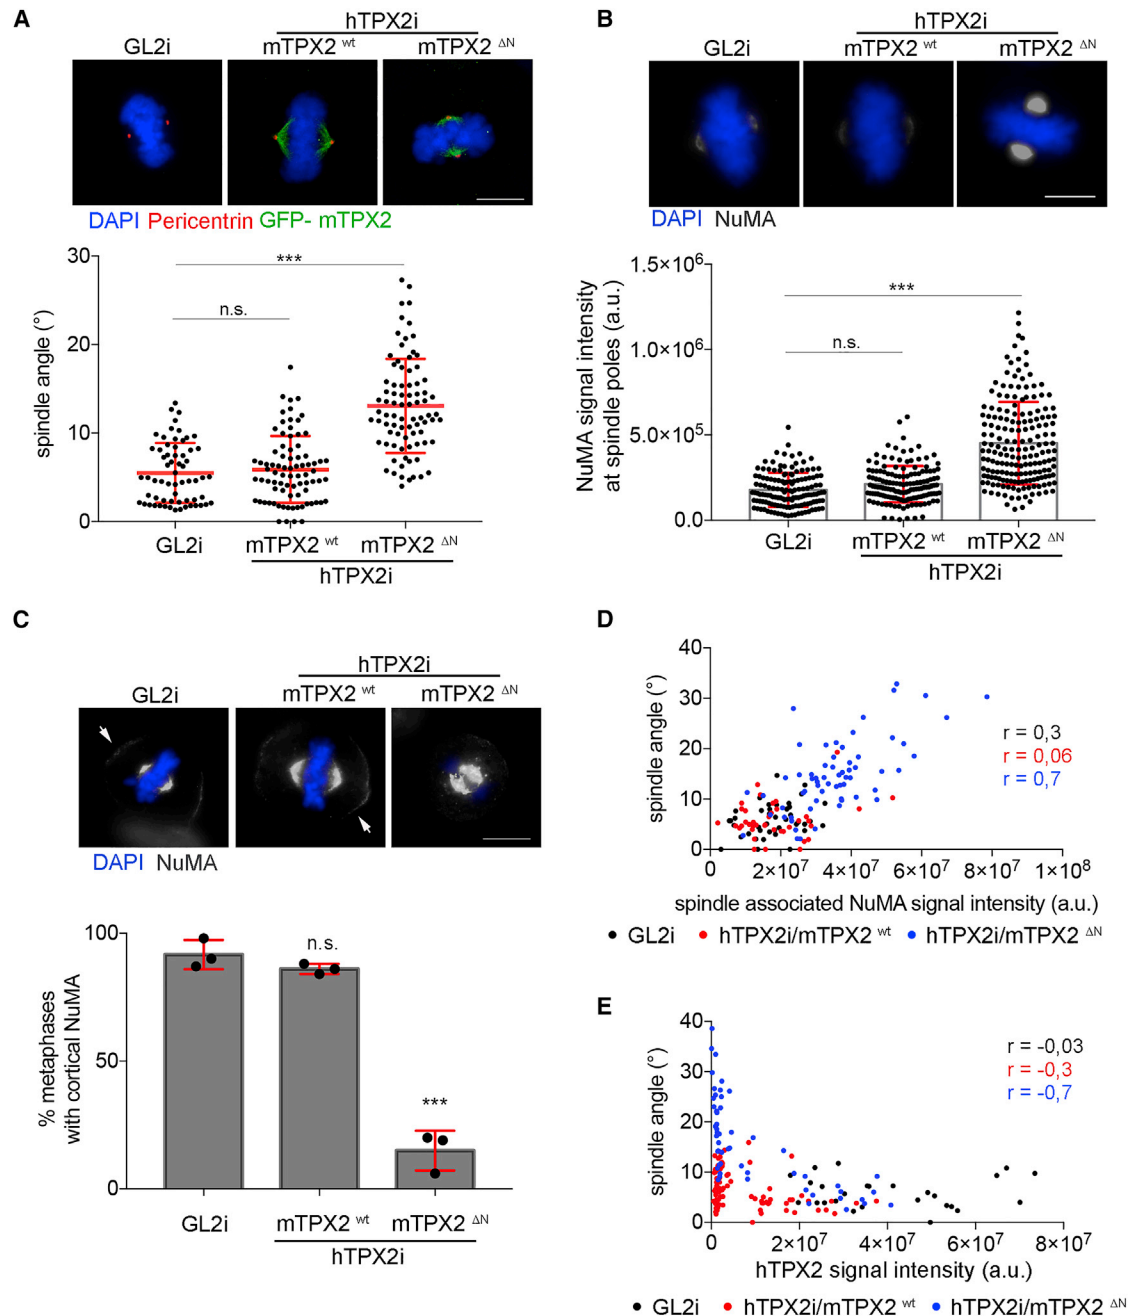 A
hTPX2i
GL2i mTPX2 wt mTPX2 ΔN
DAPI Pericentrin GFP- mTPX2
30
20
10
0
spindle angle (°)
***
n.s.
GL2i mTPX2 wt mTPX2 ΔN
hTPX2i
B
hTPX2i
GL2i mTPX2 wt mTPX2 ΔN
DAPI NuMA
1.5×10⁶
1.0×10⁶
5.0×10⁵
0.0
NuMA signal intensity
at spindle poles (a.u.)
***
n.s.
GL2i mTPX2 wt mTPX2 ΔN
hTPX2i
C
hTPX2i
GL2i mTPX2 wt mTPX2 ΔN
DAPI NuMA
100
50
0
% metaphases
with cortical NuMA
n.s.
***
GL2i mTPX2 wt mTPX2 ΔN
hTPX2i
D
40
30
20
10
0
spindle angle (°)
r = 0,3
r = 0,06
r = 0,7
0 2×10⁷ 4×10⁷ 6×10⁷ 8×10⁷ 1×10⁸
spindle associated NuMA signal intensity (a.u.)
GL2i hTPX2i/mTPX2 wt hTPX2i/mTPX2 ΔN
E
40
30
20
10
0
spindle angle (°)
r = -0,03
r = -0,3
r = -0,7
0 2×10⁷ 4×10⁷ 6×10⁷ 8×10⁷
hTPX2 signal intensity (a.u.)
GL2i hTPX2i/mTPX2 wt hTPX2i/mTPX2 ΔN